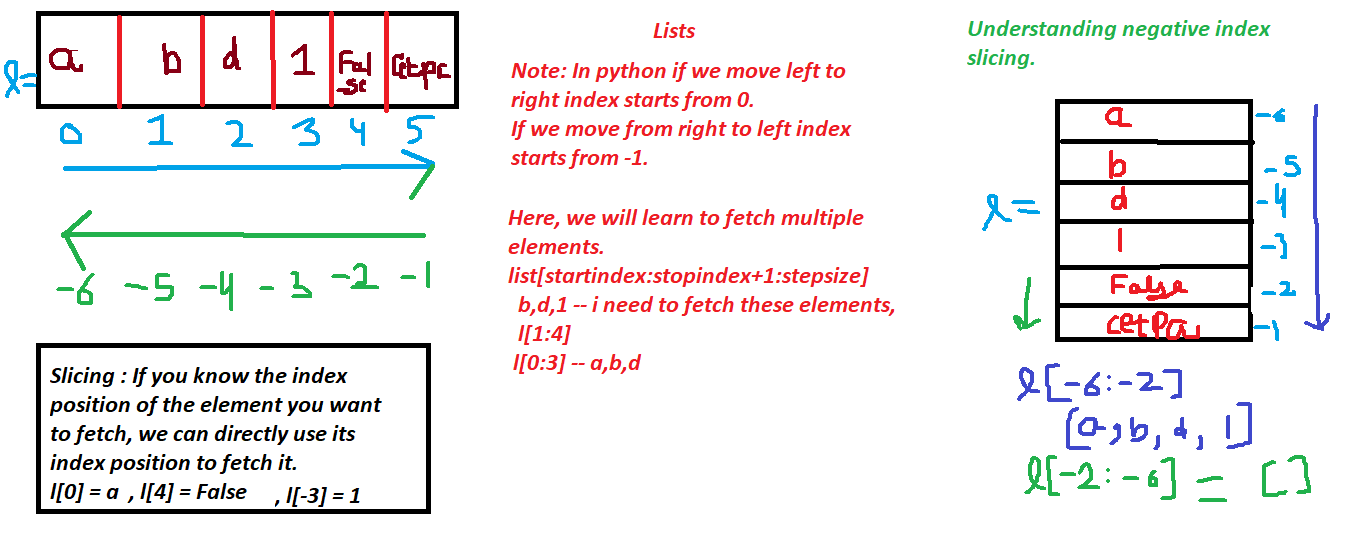 l= a b d 1 Fal se CetPa
0 1 2 3 4 5
-6 -5 -4 -3 -2 -1
Slicing : If you know the index
position of the element you want
to fetch, we can directly use its
index position to fetch it.
l[0] = a , l[4] = False , l[-3] = 1
Lists
Note: In python if we move left to
right index starts from 0.
If we move from right to left index
starts from -1.
Here, we will learn to fetch multiple
elements.
list[startindex:stopindex+1:stepsize]
b,d,1 -- i need to fetch these elements,
l[1:4]
l[0:3] -- a,b,d
Understanding negative index
slicing.
a -6
b -5
l= d -4
1 -3
False -2
CetPa -1
l[-6:-2]
[a,b,d,1]
l[-2:-6] = []